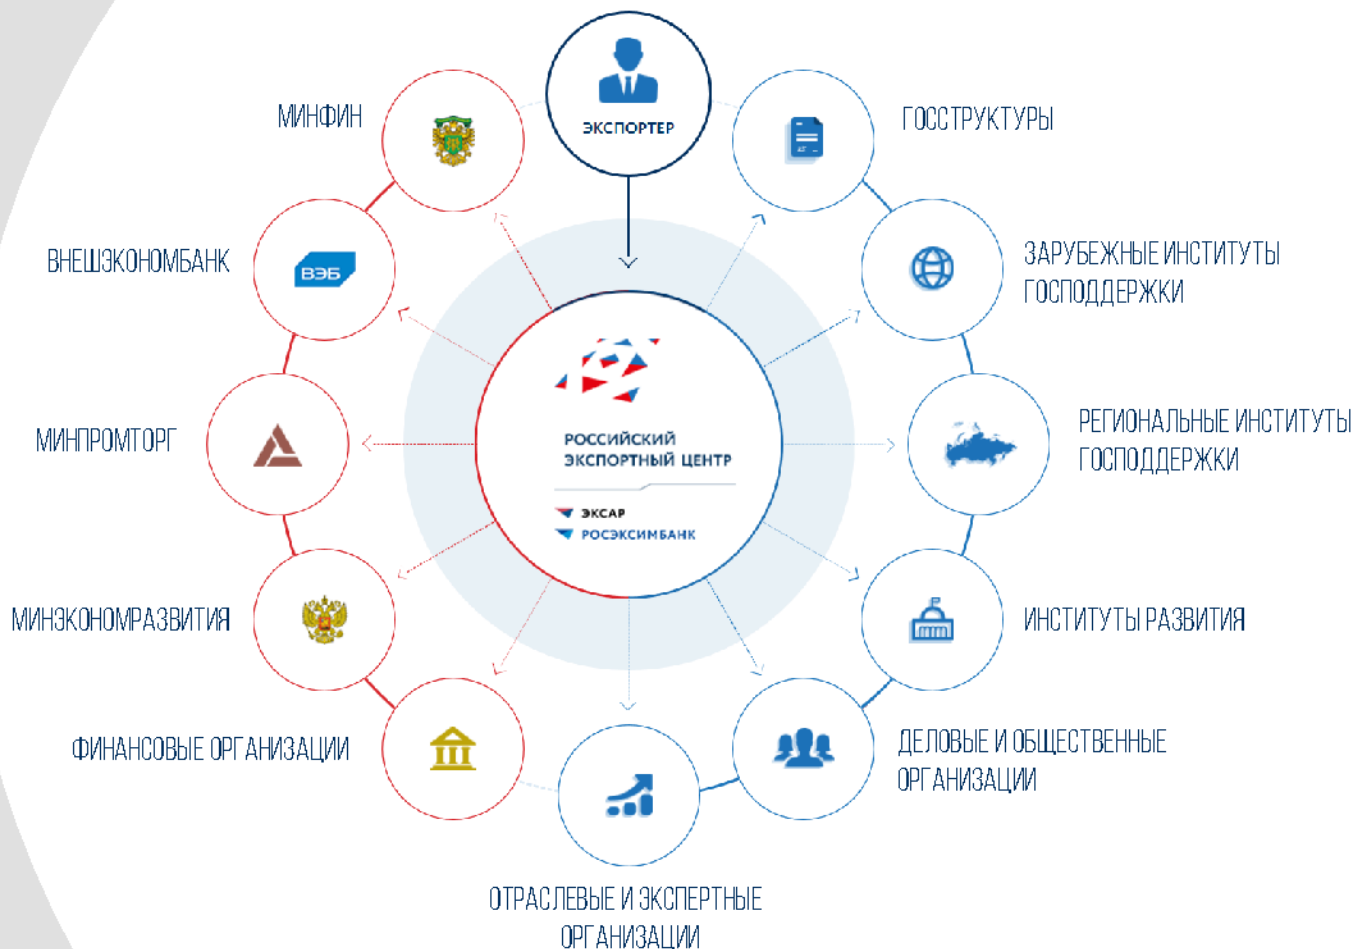 ЭКСПОРТЕР
МИНФИН
ГОССТРУКТУРЫ
ВНЕШЭКОНОМБАНК
ВЭБ
ЗАРУБЕЖНЫЕ ИНСТИТУТЫ
ГОСПОДДЕРЖКИ
МИНПРОМТОРГ
РОССИЙСКИЙ
ЭКСПОРТНЫЙ ЦЕНТР
ЭКСАР
РОСЭКСИМБАНК
РЕГИОНАЛЬНЫЕ ИНСТИТУТЫ
ГОСПОДДЕРЖКИ
МИНЭКОНОМРАЗВИТИЯ
ИНСТИТУТЫ РАЗВИТИЯ
ФИНАНСОВЫЕ ОРГАНИЗАЦИИ
ДЕЛОВЫЕ И ОБЩЕСТВЕННЫЕ
ОРГАНИЗАЦИИ
ОТРАСЛЕВЫЕ И ЭКСПЕРТНЫЕ
ОРГАНИЗАЦИИ